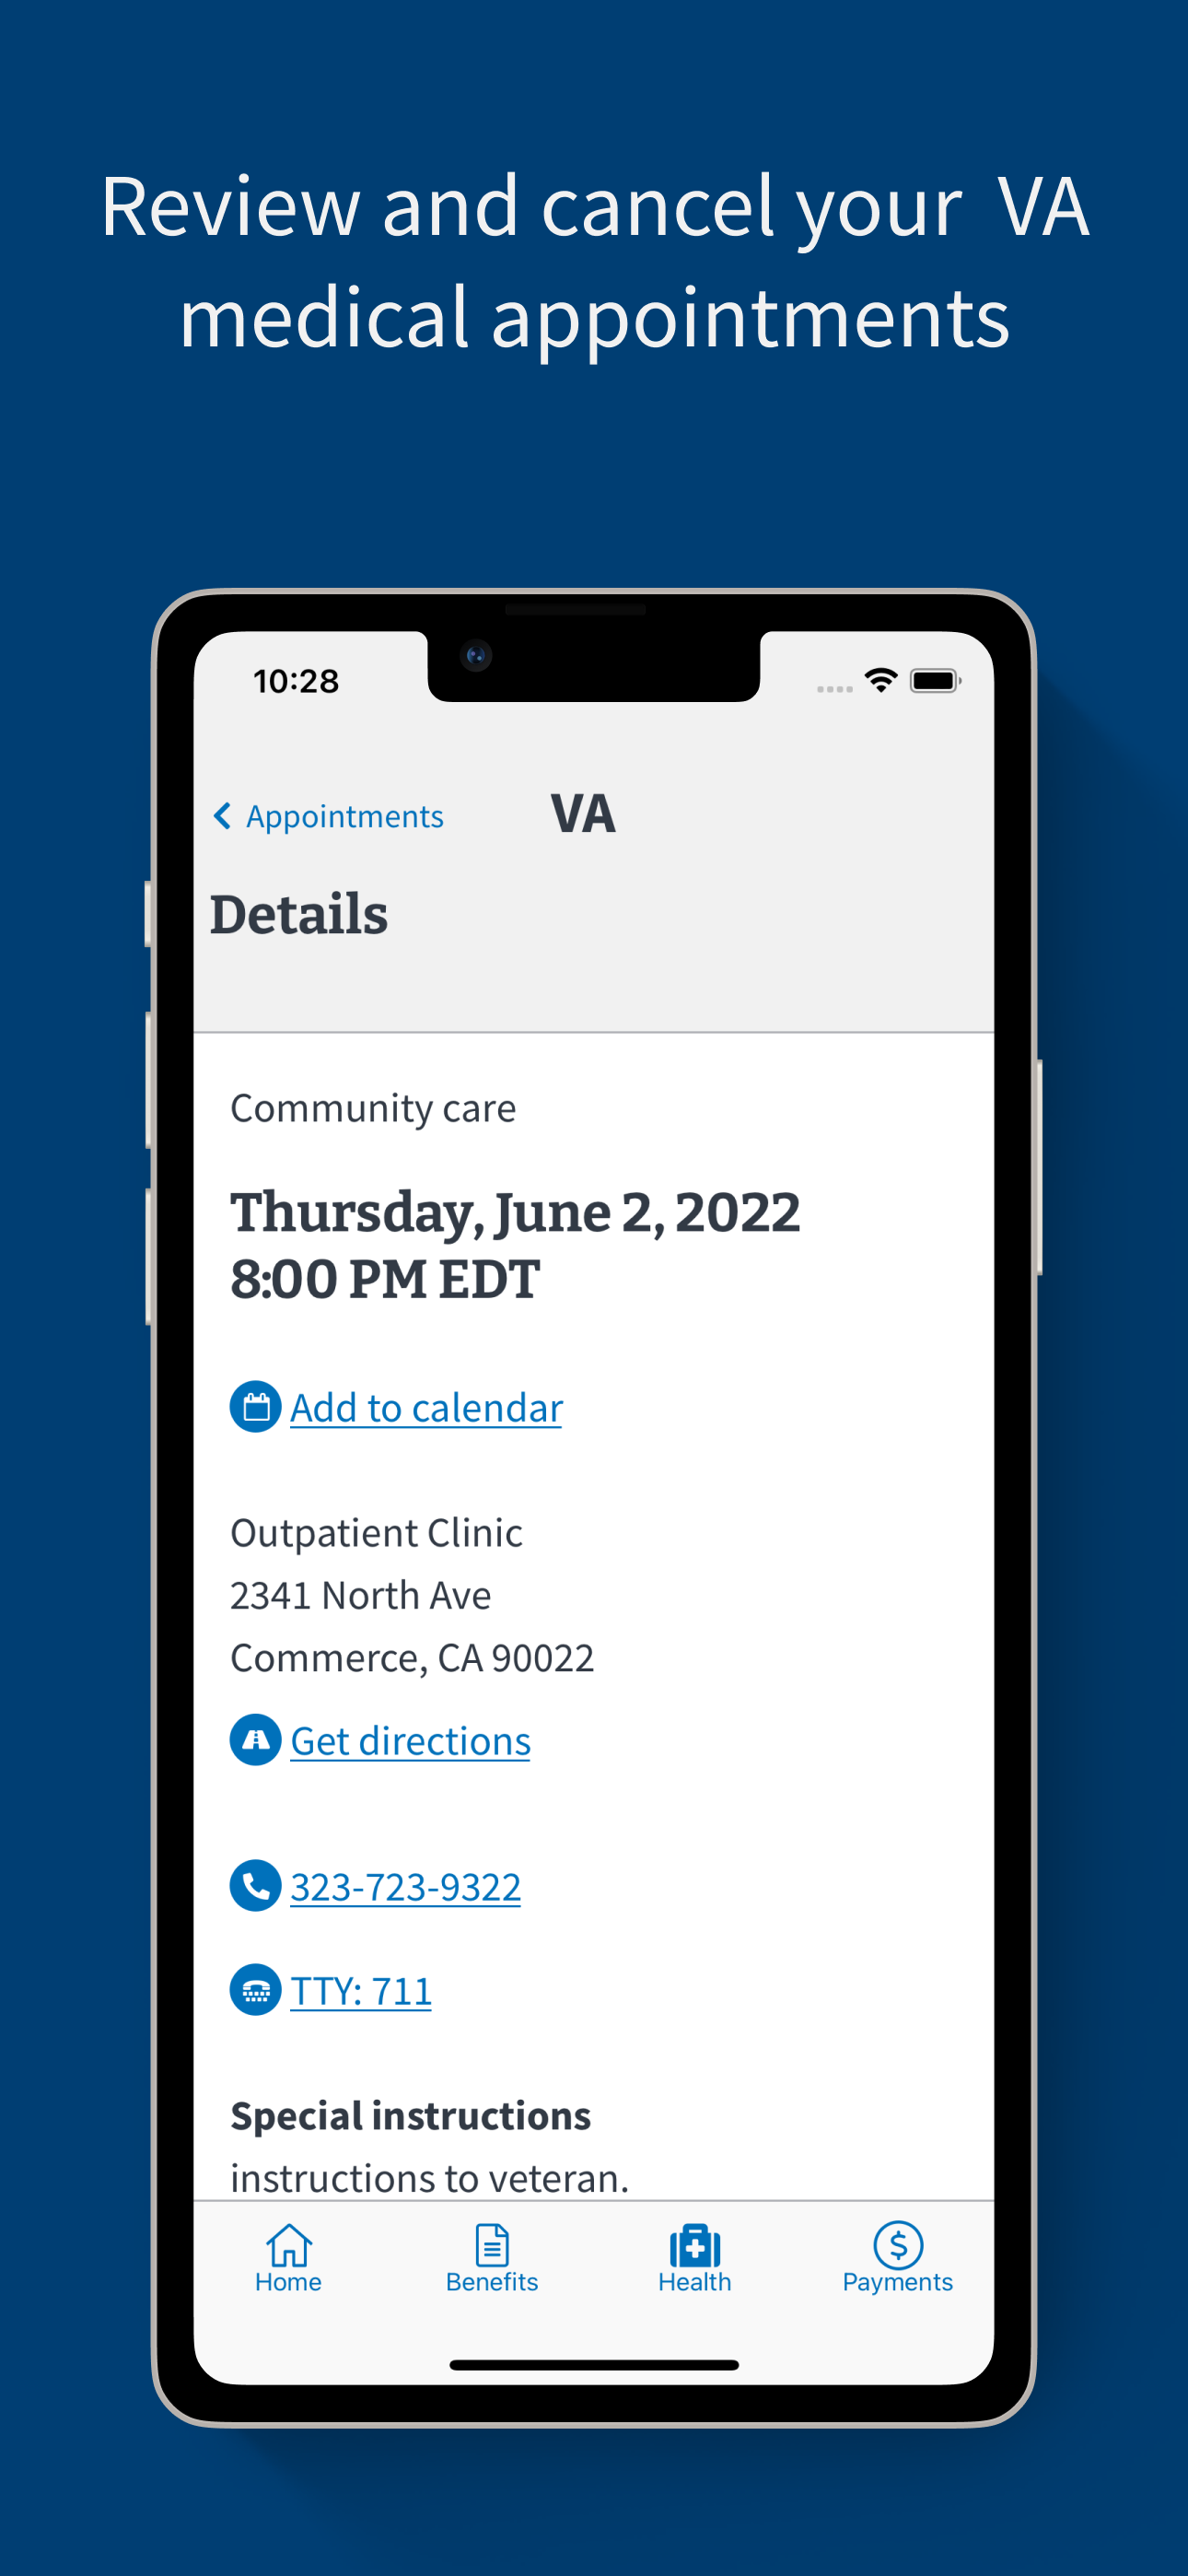 Review and cancel your VA
medical appointments
10:28
Appointments
VA
Details
Community care
Thursday, June 2, 2022
8:00 PM EDT
Add to calendar
Outpatient Clinic
2341 North Ave
Commerce, CA 90022
Get directions
323-723-9322
TTY: 711
Special instructions
instructions to veteran.
Home
Benefits
Health
Payments